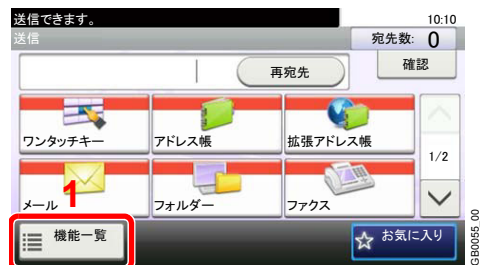 送信できます。 10:10
送信 宛先数: 0
再宛先 確認
ワンタッチキー アドレス帳 拡張アドレス帳
1/2
メール フォルダー ファクス
1
機能一覧 お気に入り
GB0055_00